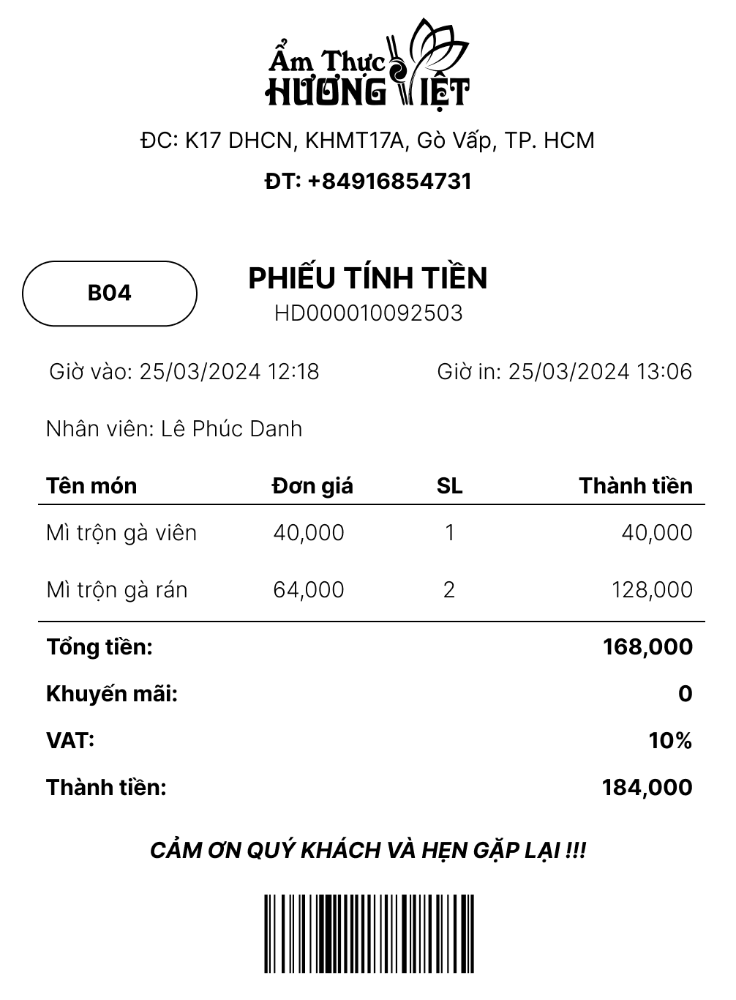 Ẩm Thực
HƯƠNG VIỆT
ĐC: K17 DHCN, KHMT17A, Gò Vấp, TP. HCM
ĐT: +84916854731
B04
PHIẾU TÍNH TIỀN
HD000010092503
Giờ vào: 25/03/2024 12:18 Giờ in: 25/03/2024 13:06
Nhân viên: Lê Phúc Danh
Tên món Đơn giá SL Thành tiền
Mì trộn gà viên 40,000 1 40,000
Mì trộn gà rán 64,000 2 128,000
Tổng tiền: 168,000
Khuyến mãi: 0
VAT: 10%
Thành tiền: 184,000
CẢM ƠN QUÝ KHÁCH VÀ HẸN GẶP LẠI !!!